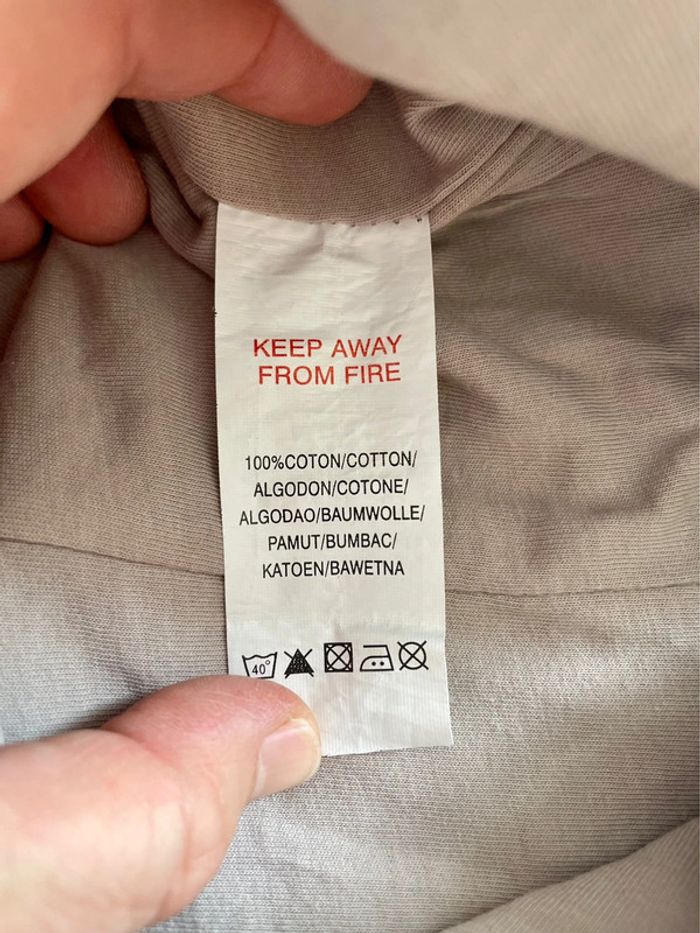 KEEP AWAY
FROM FIRE
100%COTON/COTTON/
ALGODON/COTONE/
ALGODAO/BAUMWOLLE/
PAMUT/BUMBAC/
KATOEN/BAWETNA
40°